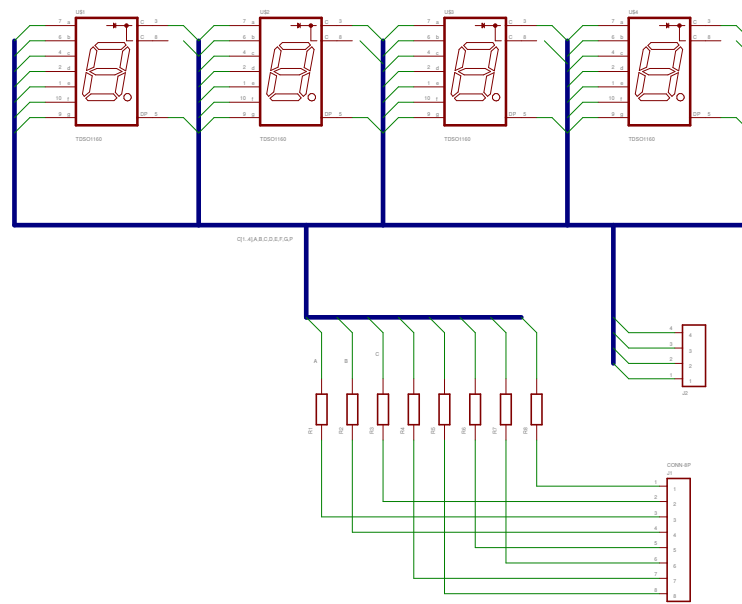 U$1 U$2 U$3 U$4
7 a C 3 7 a C 3 7 a C 3 7 a C 3
6 b C 8 6 b C 8 6 b C 8 6 b C 8
4 c 4 c 4 c 4 c
2 d 2 d 2 d 2 d
1 e 1 e 1 e 1 e
10 f 10 f 10 f 10 f
9 g DP 5 9 g DP 5 9 g DP 5 9 g DP 5
TDSO1160 TDSO1160 TDSO1160 TDSO1160
C[1..4],A,B,C,D,E,F,G,P
4 4
3 3
2 2
1 1
J2
A B C
R1 R2 R3 R4 R5 R6 R7 R8
CONN-8P
J1
1 1
2 2
3 3
4 4
5 5
6 6
7 7
8 8